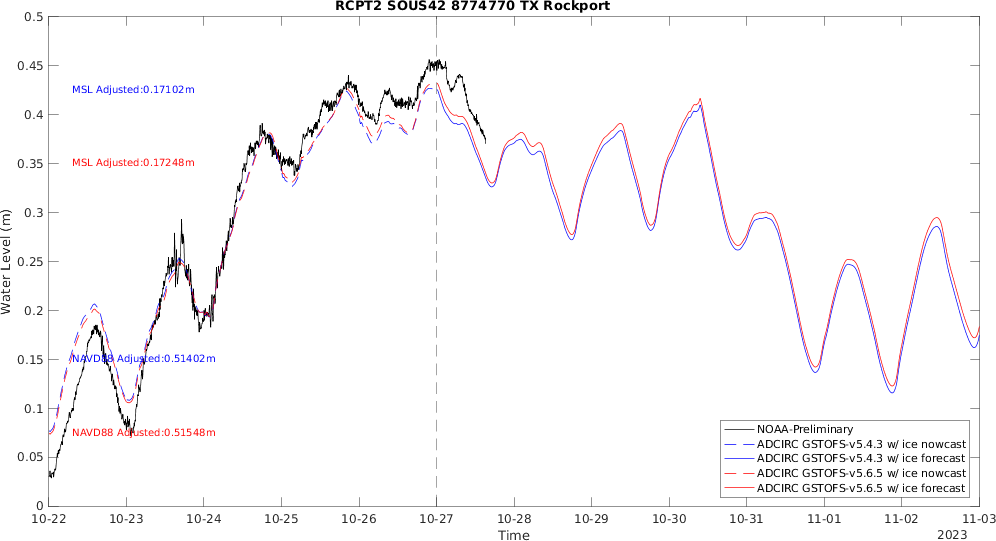 RCPT2 SOUS42 8774770 TX Rockport
0.5
0.45
0.4
0.35
0.3
0.25
0.2
0.15
0.1
0.05
0
Water Level (m)
MSL Adjusted:0.17102m
MSL Adjusted:0.17248m
NAVD88 Adjusted:0.51402m
NAVD88 Adjusted:0.51548m
NOAA-Preliminary
ADCIRC GSTOFS-v5.4.3 w/ ice nowcast
ADCIRC GSTOFS-v5.4.3 w/ ice forecast
ADCIRC GSTOFS-v5.6.5 w/ ice nowcast
ADCIRC GSTOFS-v5.6.5 w/ ice forecast
10-22 10-23 10-24 10-25 10-26 10-27 10-28 10-29 10-30 10-31 11-01 11-02 11-03
Time
2023